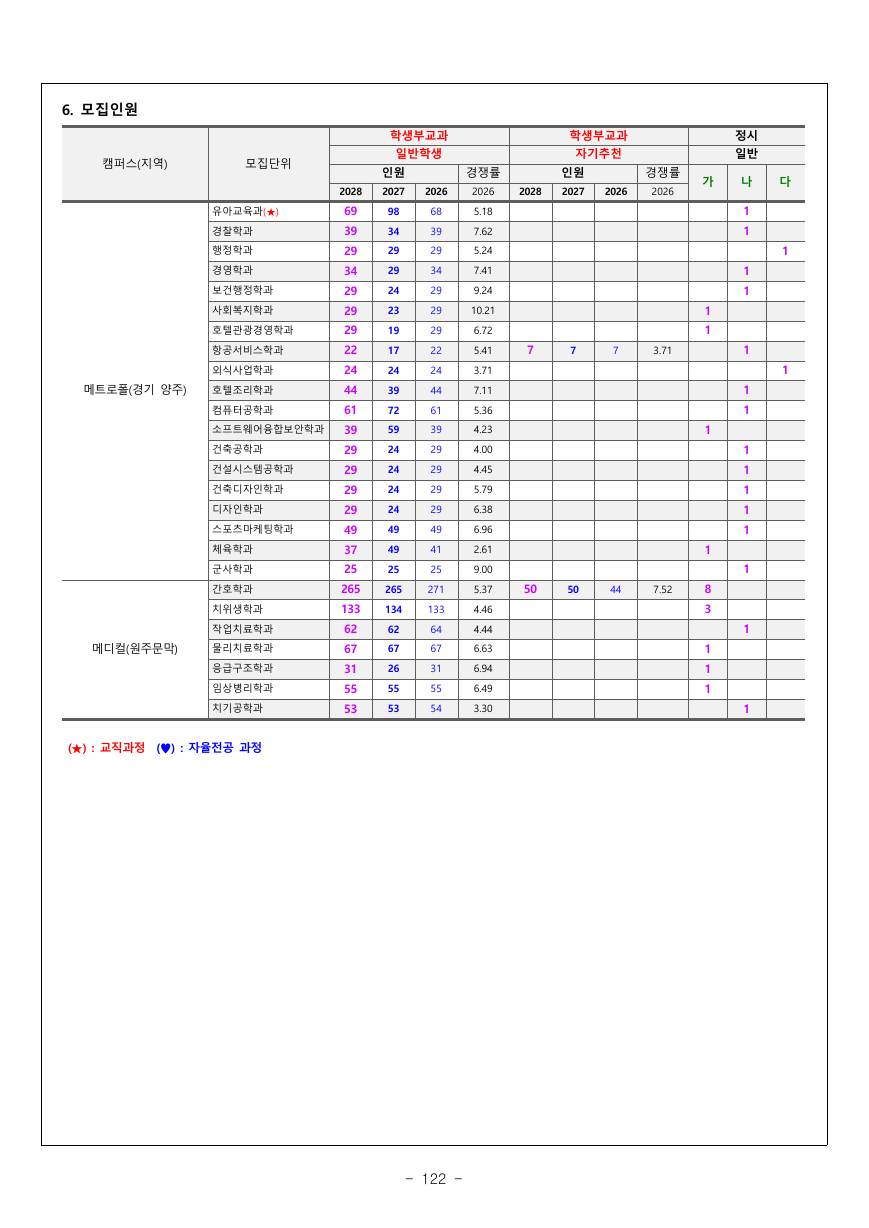 6. 모집인원
캠퍼스(지역) 모집단위 학생부교과 학생부교과 정시
일반학생 자기추천 일반
인원 경쟁률 인원 경쟁률 가 나 다
2028 2027 2026 2026 2028 2027 2026 2026
메트로폴(경기 양주)
유아교육과(★) 69 98 68 5.18 1
경찰학과 39 34 39 7.62 1
행정학과 29 29 29 5.24 1
경영학과 34 29 34 7.41 1
보건행정학과 29 24 29 9.24 1
사회복지학과 29 23 29 10.21 1
호텔관광경영학과 29 19 29 6.72 1
항공서비스학과 22 17 22 5.41 7 7 7 3.71 1
외식사업학과 24 24 24 3.71 1
호텔조리학과 44 39 44 7.11 1
컴퓨터공학과 61 72 61 5.36 1
소프트웨어융합보안학과 39 59 39 4.23 1
건축공학과 29 24 29 4.00 1
건설시스템공학과 29 24 29 4.45 1
건축디자인학과 29 24 29 5.79 1
디자인학과 29 24 29 6.38 1
스포츠마케팅학과 49 49 49 6.96 1
체육학과 37 49 41 2.61 1
군사학과 25 25 25 9.00 1
메디컬(원주문막)
간호학과 265 265 271 5.37 50 50 44 7.52 8
치위생학과 133 134 133 4.46 3
작업치료학과 62 62 64 4.44 1
물리치료학과 67 67 67 6.63 1
응급구조학과 31 26 31 6.94 1
임상병리학과 55 55 55 6.49 1
치기공학과 53 53 54 3.30 1
(★) : 교직과정 (♥) : 자율전공 과정
- 122 -